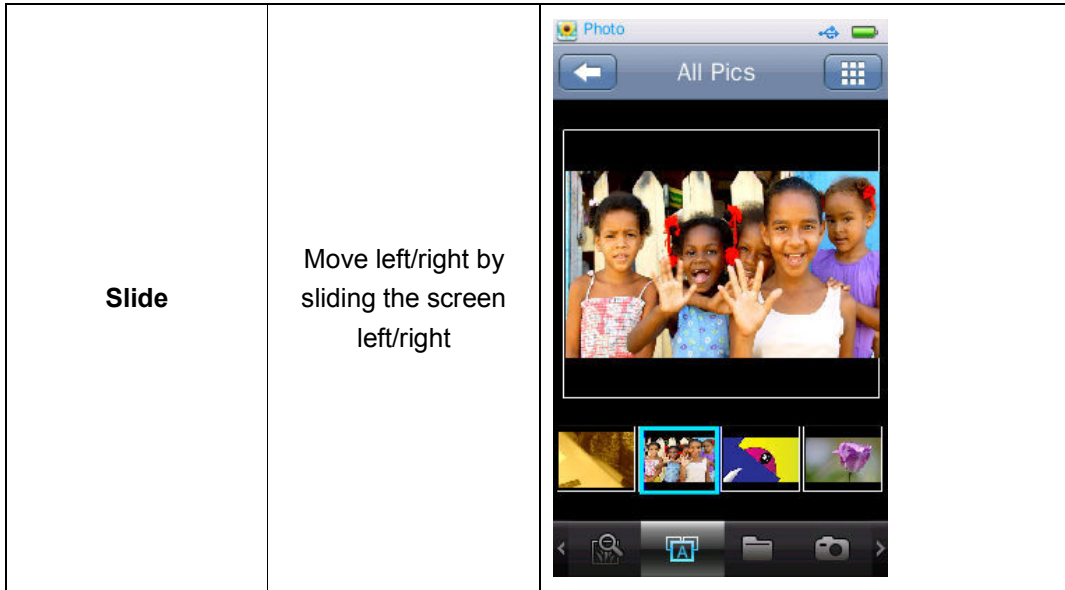 Slide
Move left/right by
sliding the screen
left/right
Photo
All Pics
A